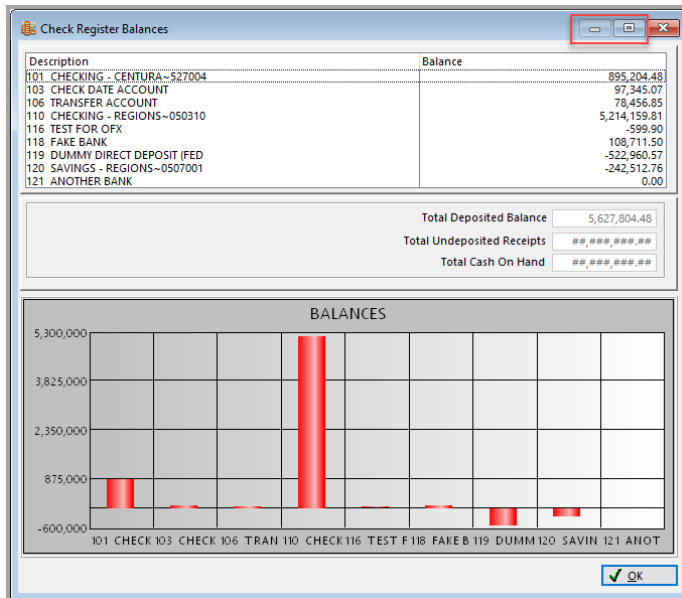 Check Register Balances
Description Balance
101 CHECKING - CENTURA~527004 895,204.48
103 CHECK DATE ACCOUNT 97,345.07
106 TRANSFER ACCOUNT 78,456.85
110 CHECKING - REGIONS~050310 5,214,159.81
116 TEST FOR OFX -599.90
118 FAKE BANK 108,711.50
119 DUMMY DIRECT DEPOSIT (FED -522,960.57
120 SAVINGS - REGIONS~0507001 -242,512.76
121 ANOTHER BANK 0.00
Total Deposited Balance 5,627,804.48
Total Undeposited Receipts ##,###,###.##
Total Cash On Hand ##,###,###.##
BALANCES
5,300,000
3,825,000
2,350,000
875,000
-600,000
101 CHECK 103 CHECK 106 TRAN 110 CHECK 116 TEST F 118 FAKE B 119 DUMM 120 SAVIN 121 ANOT
OK